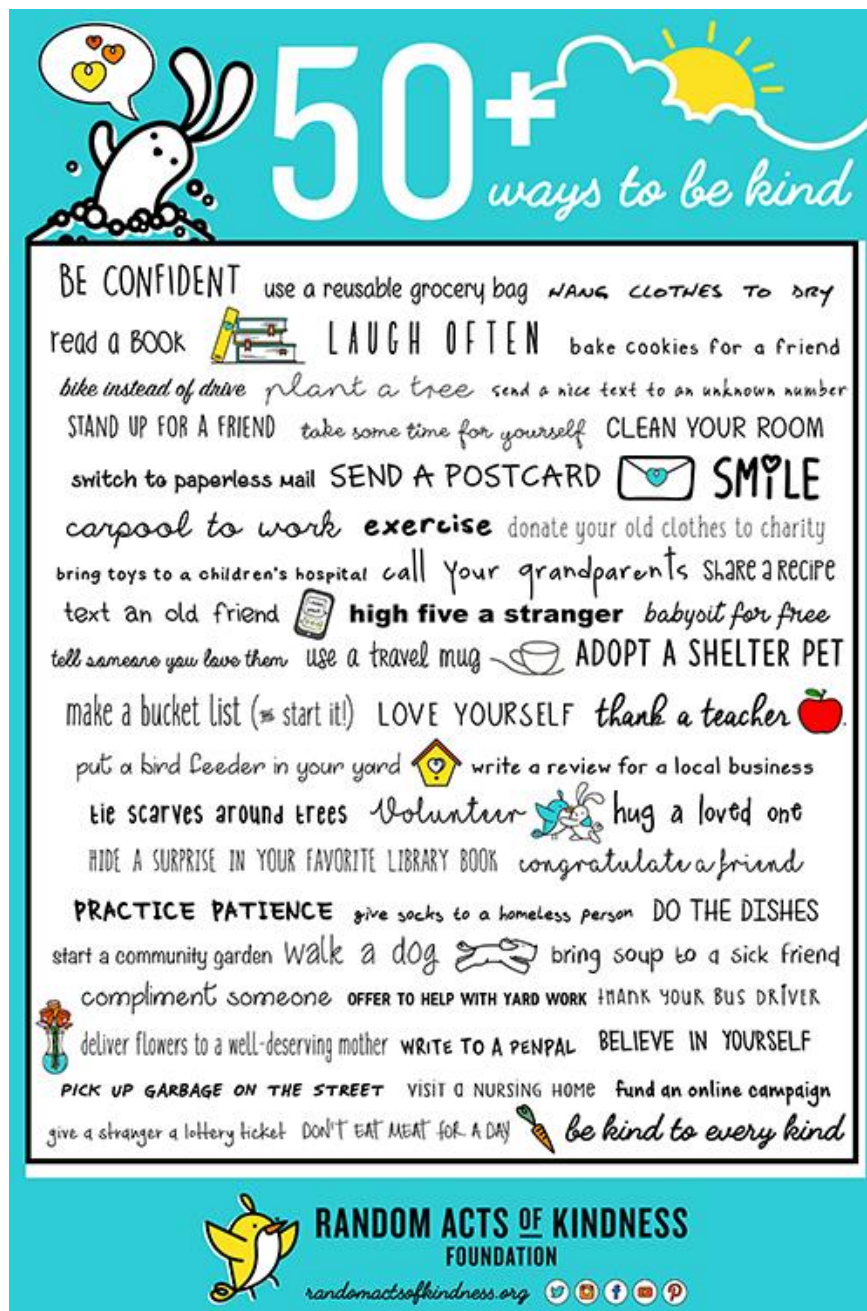 50+
ways to be kind
BE CONFIDENT use a reusable grocery bag HANG CLOTHES TO DRY
read a BOOK LAUGH OFTEN bake cookies for a friend
bike instead of drive plant a tree send a nice text to an unknown number
STAND UP FOR A FRIEND take some time for yourself CLEAN YOUR ROOM
switch to paperless mail SEND A POSTCARD SMILE
carpool to work exercise donate your old clothes to charity
bring toys to a children's hospital call your grandparents SHaRe a RecIPe
text an old friend high five a stranger babysit for free
tell someone you love them use a travel mug ADOPT A SHELTER PET
make a bucket list (& start it!) LOVE YOURSELF thank a teacher
put a bird feeder in your yard write a review for a local business
tie scarves around trees Volunteer hug a loved one
HIDE A SURPRISE IN YOUR FAVORITE LIBRARY BOOK congratulate a friend
PRACTICE PATIENCE give socks to a homeless person DO THE DISHES
start a community garden walk a dog bring soup to a sick friend
compliment someone OFFER TO HELP WITH YARD WORK THANK YOUR BUS DRIVER
deliver flowers to a well-deserving mother WRITE TO A PENPAL BELIEVE IN YOURSELF
PICK UP GARBAGE ON THE STREET VISIT a NURSING HOME fund an online campaign
give a stranger a lottery ticket DON'T EAT MEAT FOR A DAY be kind to every kind
RANDOM ACTS OF KINDNESS
FOUNDATION
randomactsofkindness.org